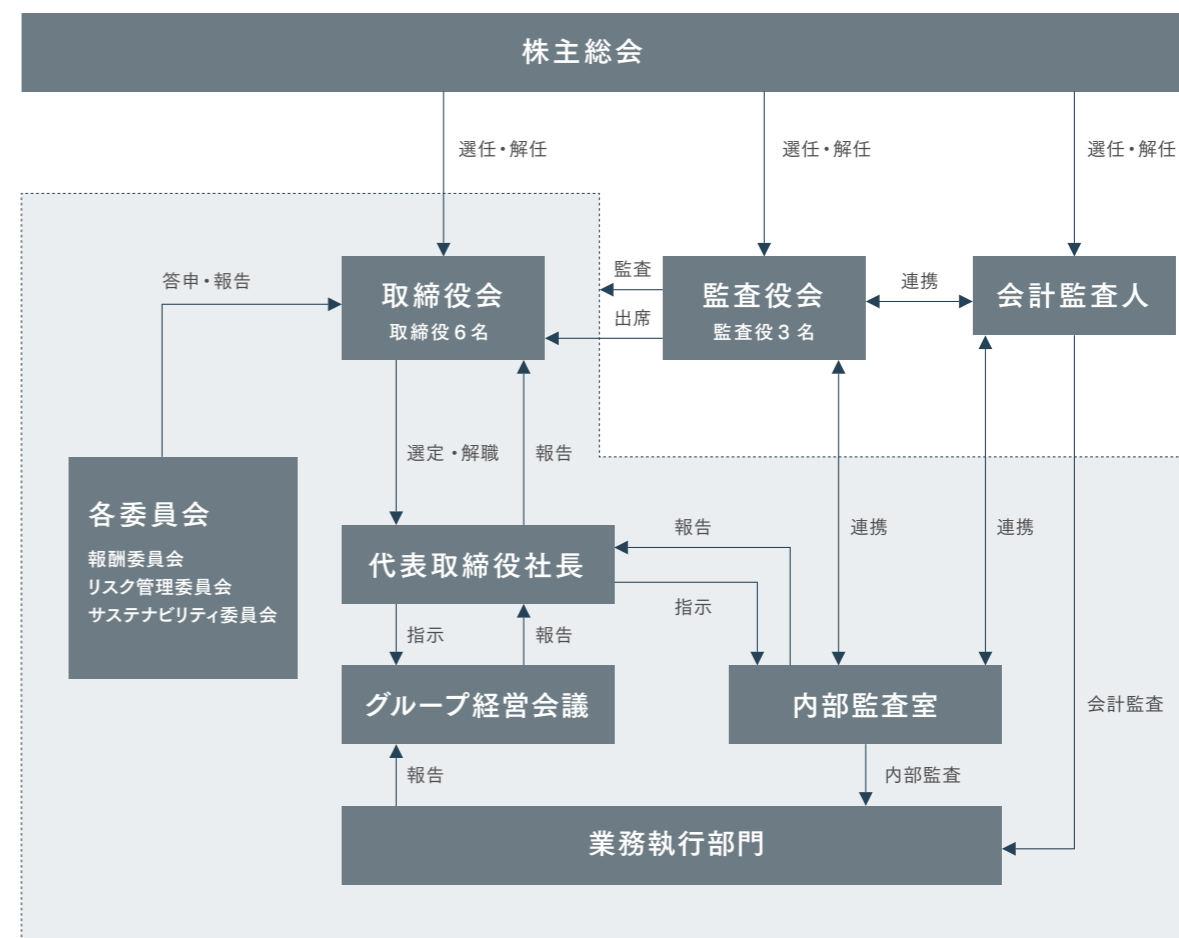 株主総会
選任・解任
選任・解任
選任・解任
答申・報告
取締役会
取締役6名
監査
出席
監査役会
監査役3名
連携
会計監査人
選定・解職
報告
各委員会
報酬委員会
リスク管理委員会
サステナビリティ委員会
代表取締役社長
報告
指示
連携
連携
指示
報告
グループ経営会議
内部監査室
会計監査
報告
内部監査
業務執行部門